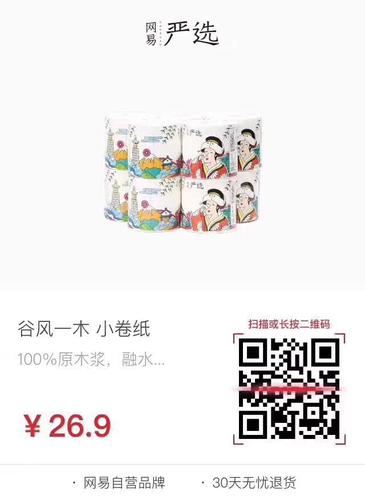 网易 严选
严选
谷风一木 小卷纸
100%原木浆，融水...
扫描或长按二维码
￥26.9
• 网易自营品牌 • 30天无忧退货